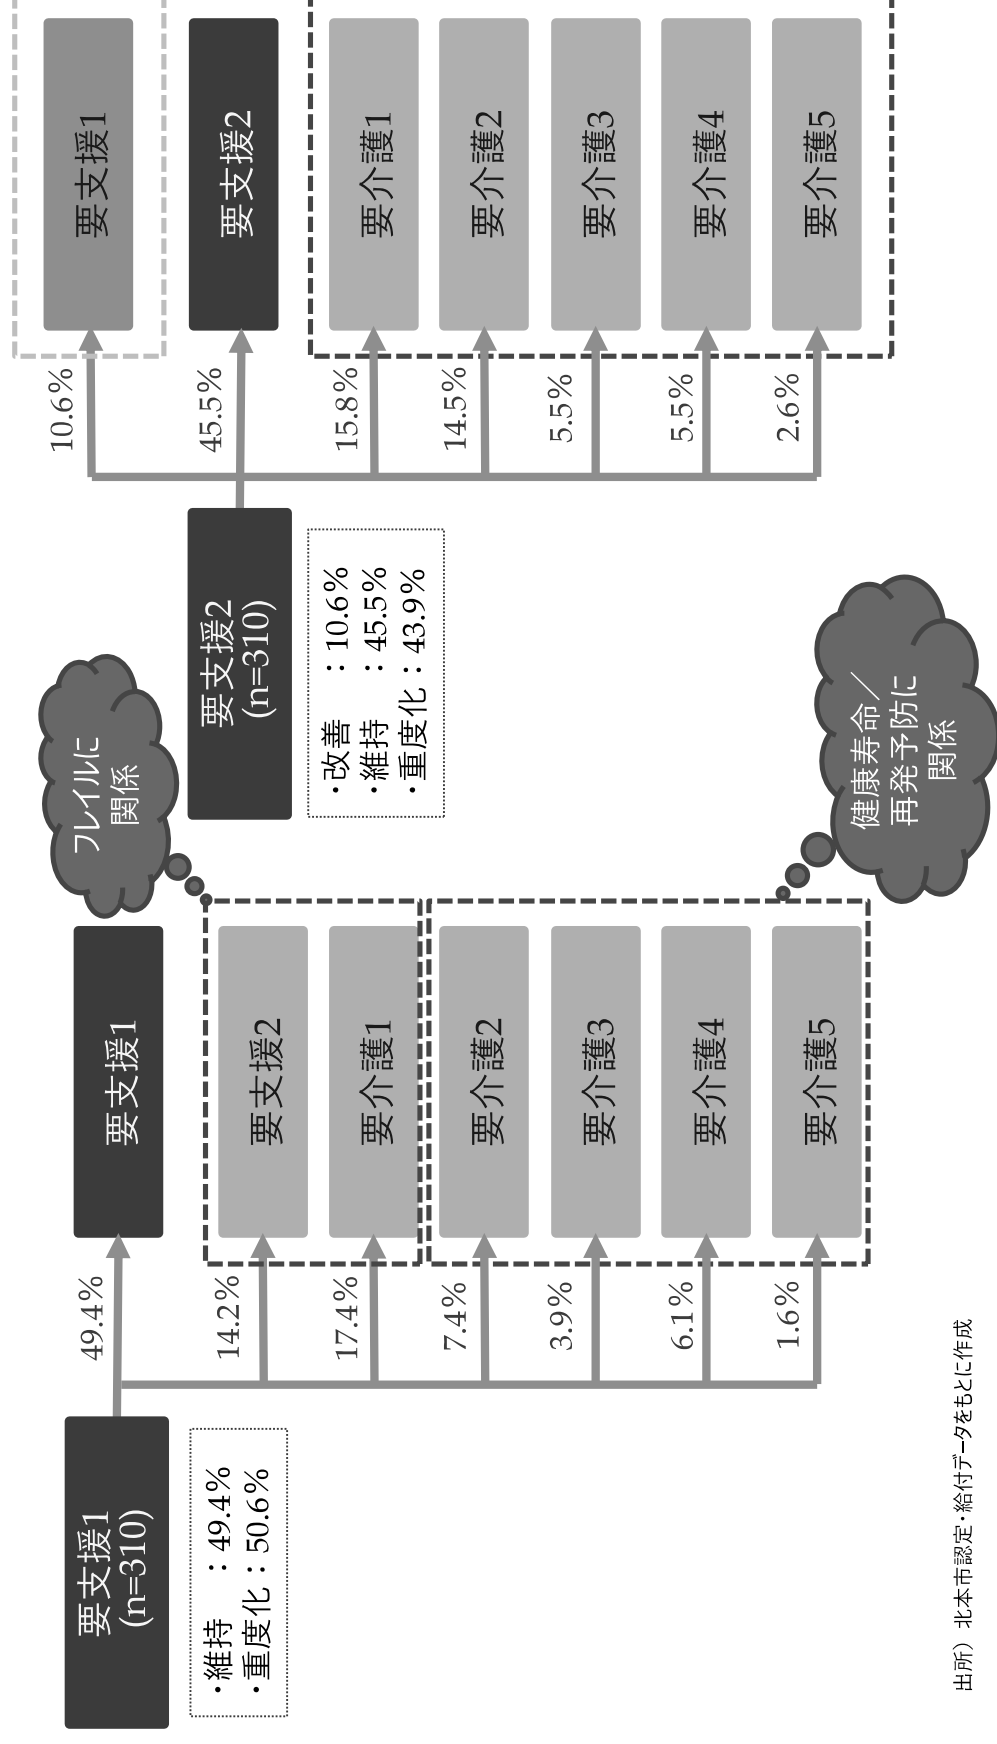 要支援1
(n=310)
・維持　：49.4%
・重度化：50.6%
49.4%
要支援1
14.2%
要支援2
17.4%
要介護1
7.4%
要介護2
3.9%
要介護3
6.1%
要介護4
1.6%
要介護5
フレイルに
関係
健康寿命／
再発予防に
関係
要支援2
(n=310)
・改善　：10.6%
・維持　：45.5%
・重度化：43.9%
10.6%
要支援1
45.5%
要支援2
15.8%
要介護1
14.5%
要介護2
5.5%
要介護3
5.5%
要介護4
2.6%
要介護5
出所） 北本市認定・給付データをもとに作成